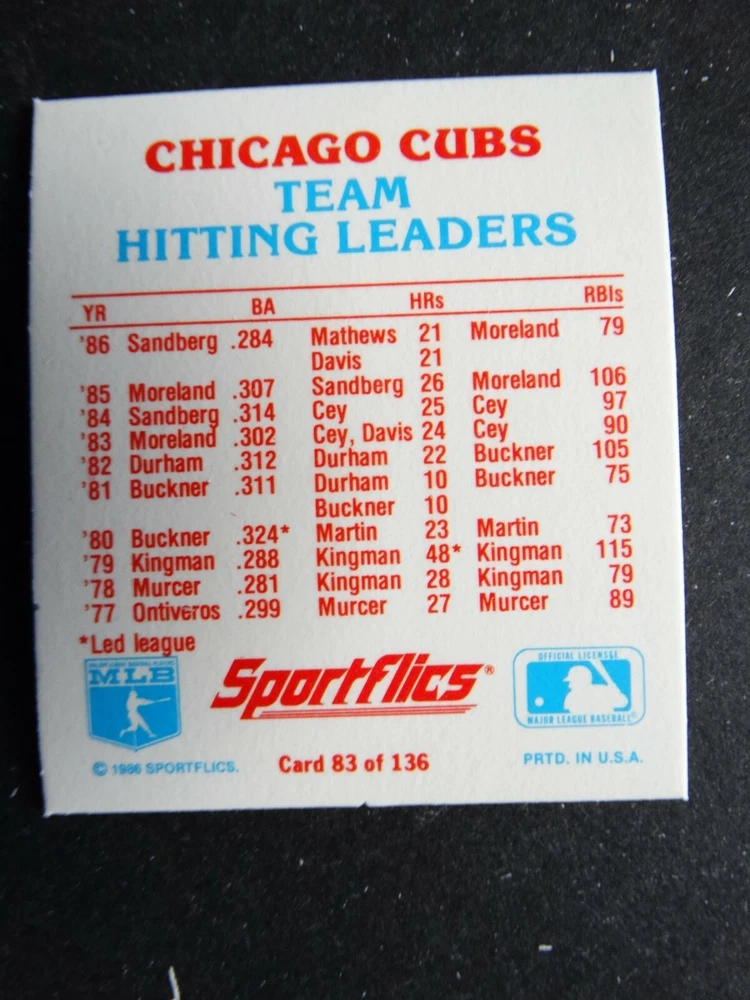 CHICAGO CUBS
TEAM
HITTING LEADERS
YR BA HRs RBIs
'86 Sandberg .284 Mathews 21 Moreland 79
Davis 21
'85 Moreland .307 Sandberg 26 Moreland 106
'84 Sandberg .314 Cey 25 Cey 97
'83 Moreland .302 Cey, Davis 24 Cey 90
'82 Durham .312 Durham 22 Buckner 105
'81 Buckner .311 Durham 10 Buckner 75
Buckner 10
'80 Buckner .324* Martin 23 Martin 73
'79 Kingman .288 Kingman 48* Kingman 115
'78 Murcer .281 Kingman 28 Kingman 79
'77 Ontiveros .299 Murcer 27 Murcer 89
*Led league
MAJOR LEAGUE BASEBALL PLAYERS
MLB
Sportflics®
OFFICIAL LICENSEE
MAJOR LEAGUE BASEBALL®
© 1986 SPORTFLICS.
Card 83 of 136
PRTD. IN U.S.A.